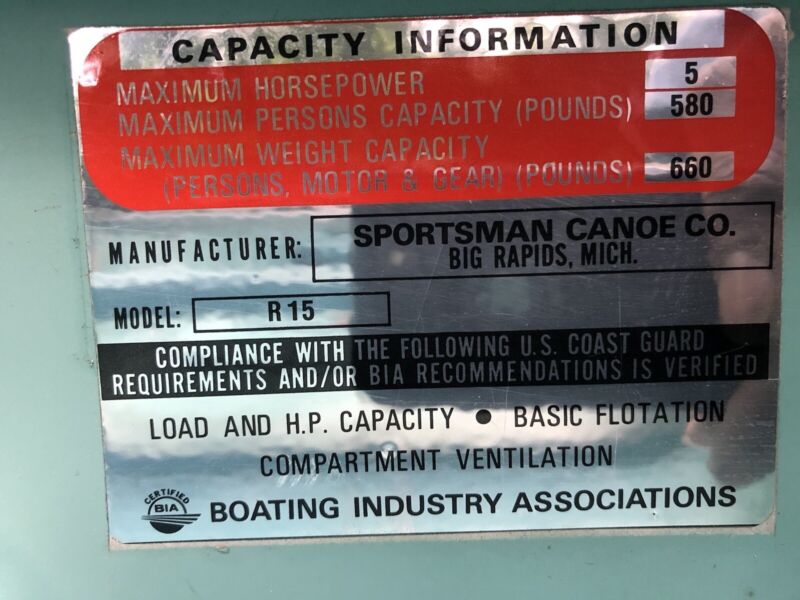 CAPACITY INFORMATION
MAXIMUM HORSEPOWER 5
MAXIMUM PERSONS CAPACITY (POUNDS) 580
MAXIMUM WEIGHT CAPACITY
(PERSONS, MOTOR & GEAR) (POUNDS) 660
MANUFACTURER: SPORTSMAN CANOE CO.
BIG RAPIDS, MICH.
MODEL: R 15
COMPLIANCE WITH THE FOLLOWING U.S. COAST GUARD
REQUIREMENTS AND/OR BIA RECOMMENDATIONS IS VERIFIED
LOAD AND H.P. CAPACITY • BASIC FLOTATION
COMPARTMENT VENTILATION
CERTIFIED
BIA
BOATING INDUSTRY ASSOCIATIONS